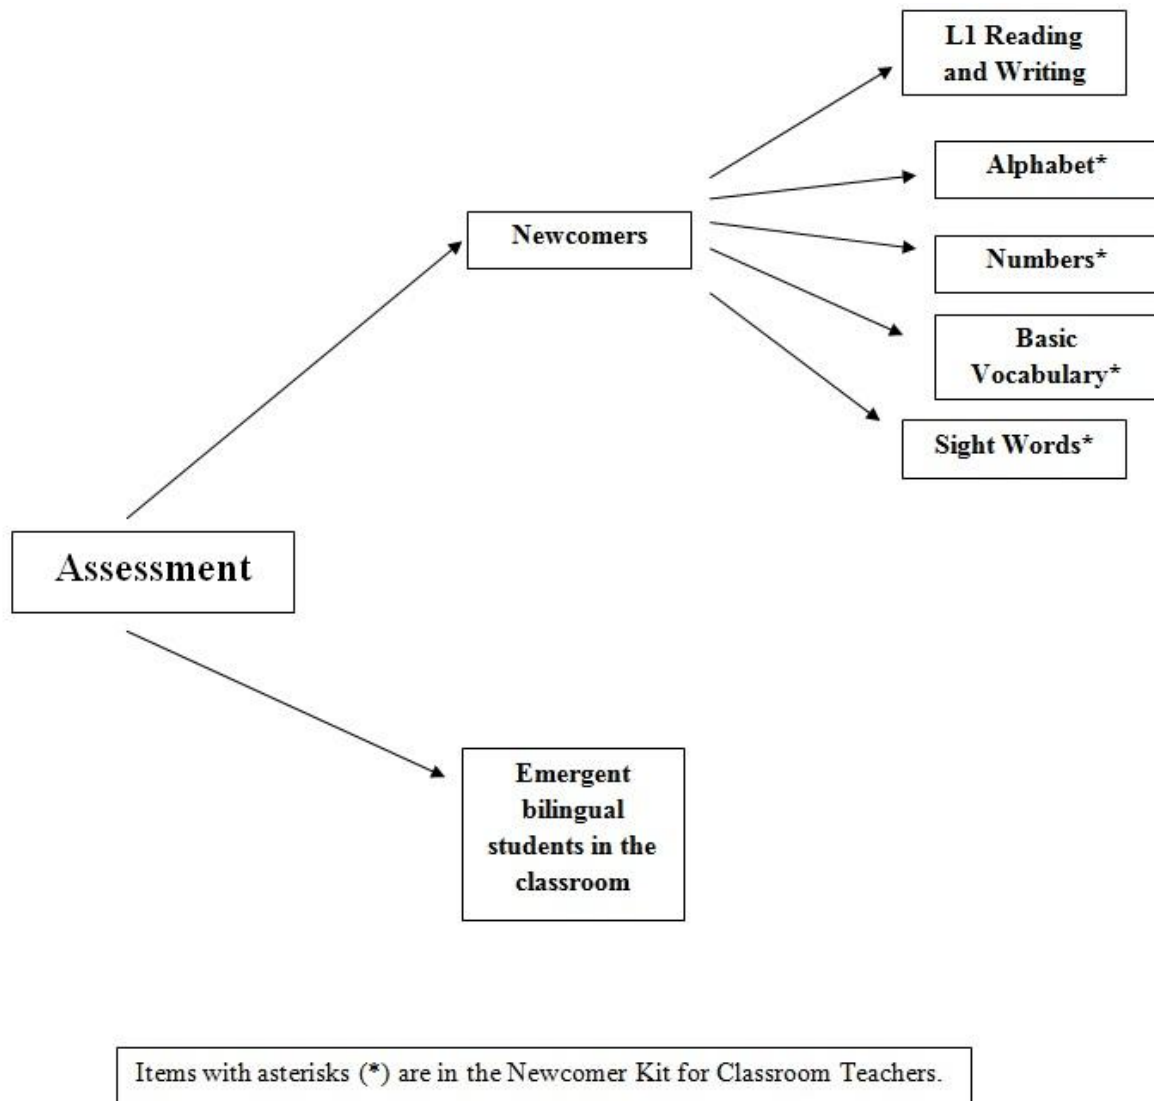 L1 Reading
and Writing
Alphabet*
Newcomers
Numbers*
Basic
Vocabulary*
Sight Words*
Assessment
Emergent
bilingual
students in the
classroom
Items with asterisks (*) are in the Newcomer Kit for Classroom Teachers.